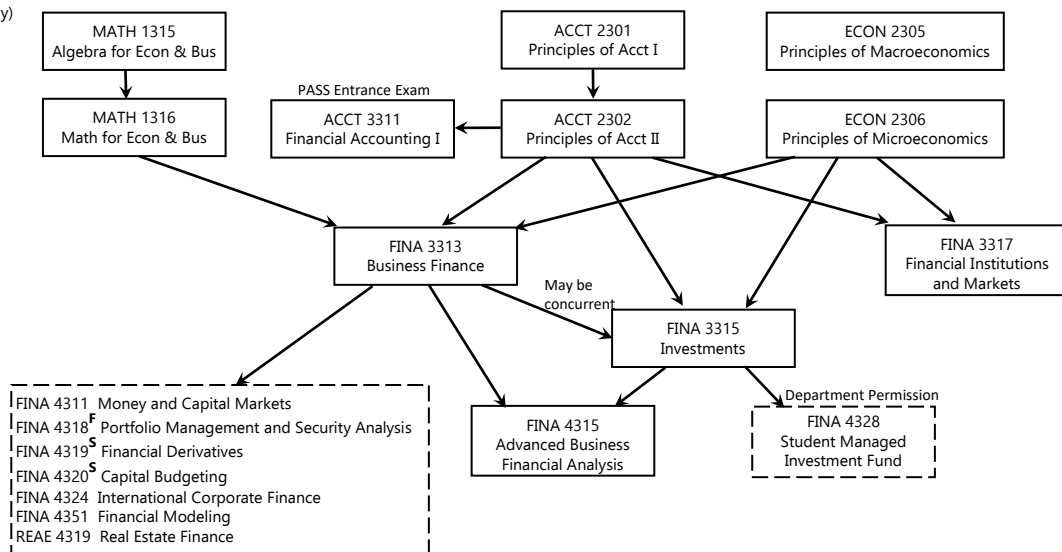 y)
MATH 1315
Algebra for Econ & Bus
ACCT 2301
Principles of Acct I
ECON 2305
Principles of Macroeconomics
PASS Entrance Exam
MATH 1316
Math for Econ & Bus
ACCT 3311
Financial Accounting I
ACCT 2302
Principles of Acct II
ECON 2306
Principles of Microeconomics
FINA 3313
Business Finance
FINA 3317
Financial Institutions
and Markets
May be
concurrent
FINA 3315
Investments
FINA 4311 Money and Capital Markets
FINA 4318F Portfolio Management and Security Analysis
FINA 4319S Financial Derivatives
FINA 4320S Capital Budgeting
FINA 4324 International Corporate Finance
FINA 4351 Financial Modeling
REAE 4319 Real Estate Finance
FINA 4315
Advanced Business
Financial Analysis
Department Permission
FINA 4328
Student Managed
Investment Fund